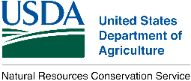 USDA
United States
Department of
Agriculture
Natural Resources Conservation Service